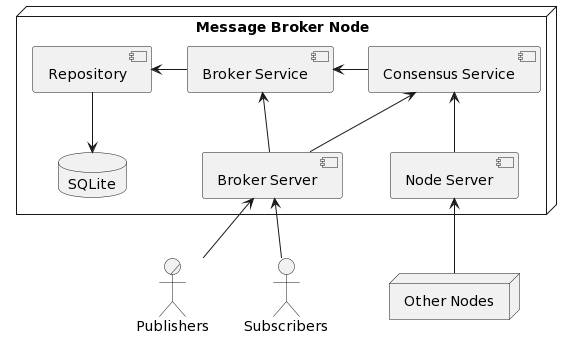 Message Broker Node
Repository
Broker Service
Consensus Service
SQLite
Broker Server
Node Server
Other Nodes
Publishers
Subscribers